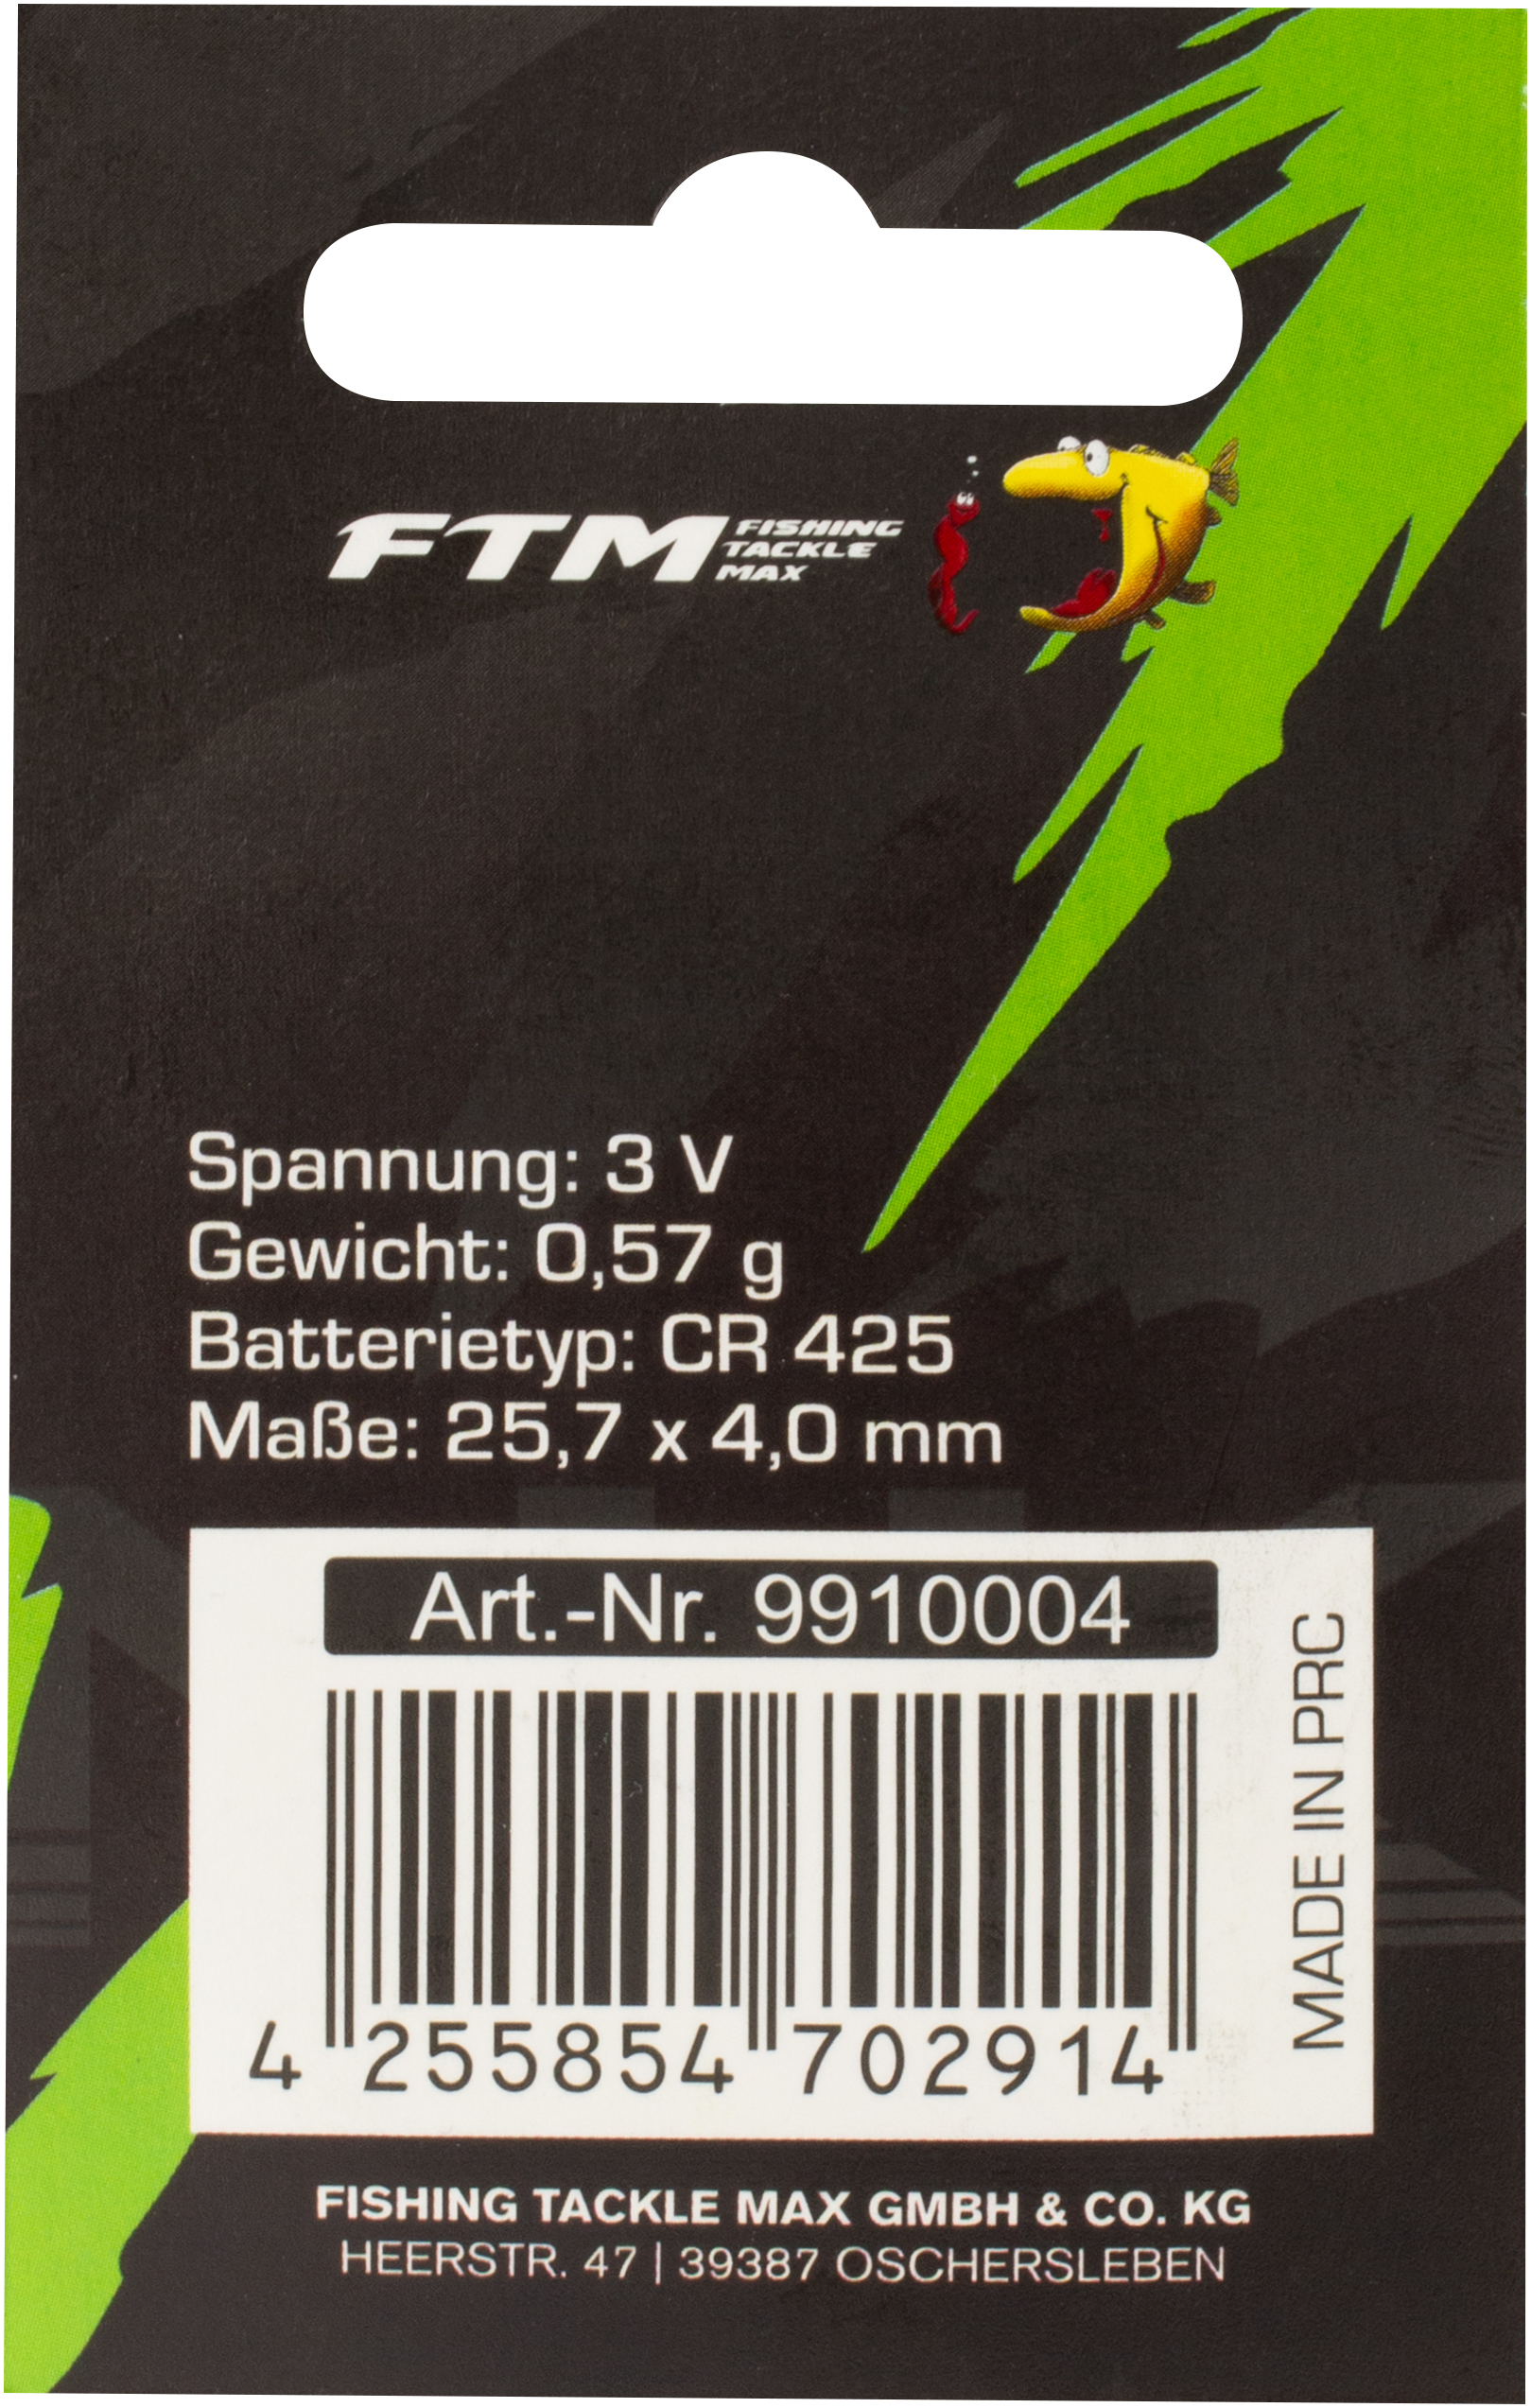 FTM FISHING
TACKLE
MAX
Spannung: 3 V
Gewicht: 0,57 g
Batterietyp: CR 425
Maße: 25,7 x 4,0 mm
Art.-Nr. 9910004
4 255854 702914
MADE IN PRC
FISHING TACKLE MAX GMBH & CO. KG
HEERSTR. 47 | 39387 OSCHERSLEBEN